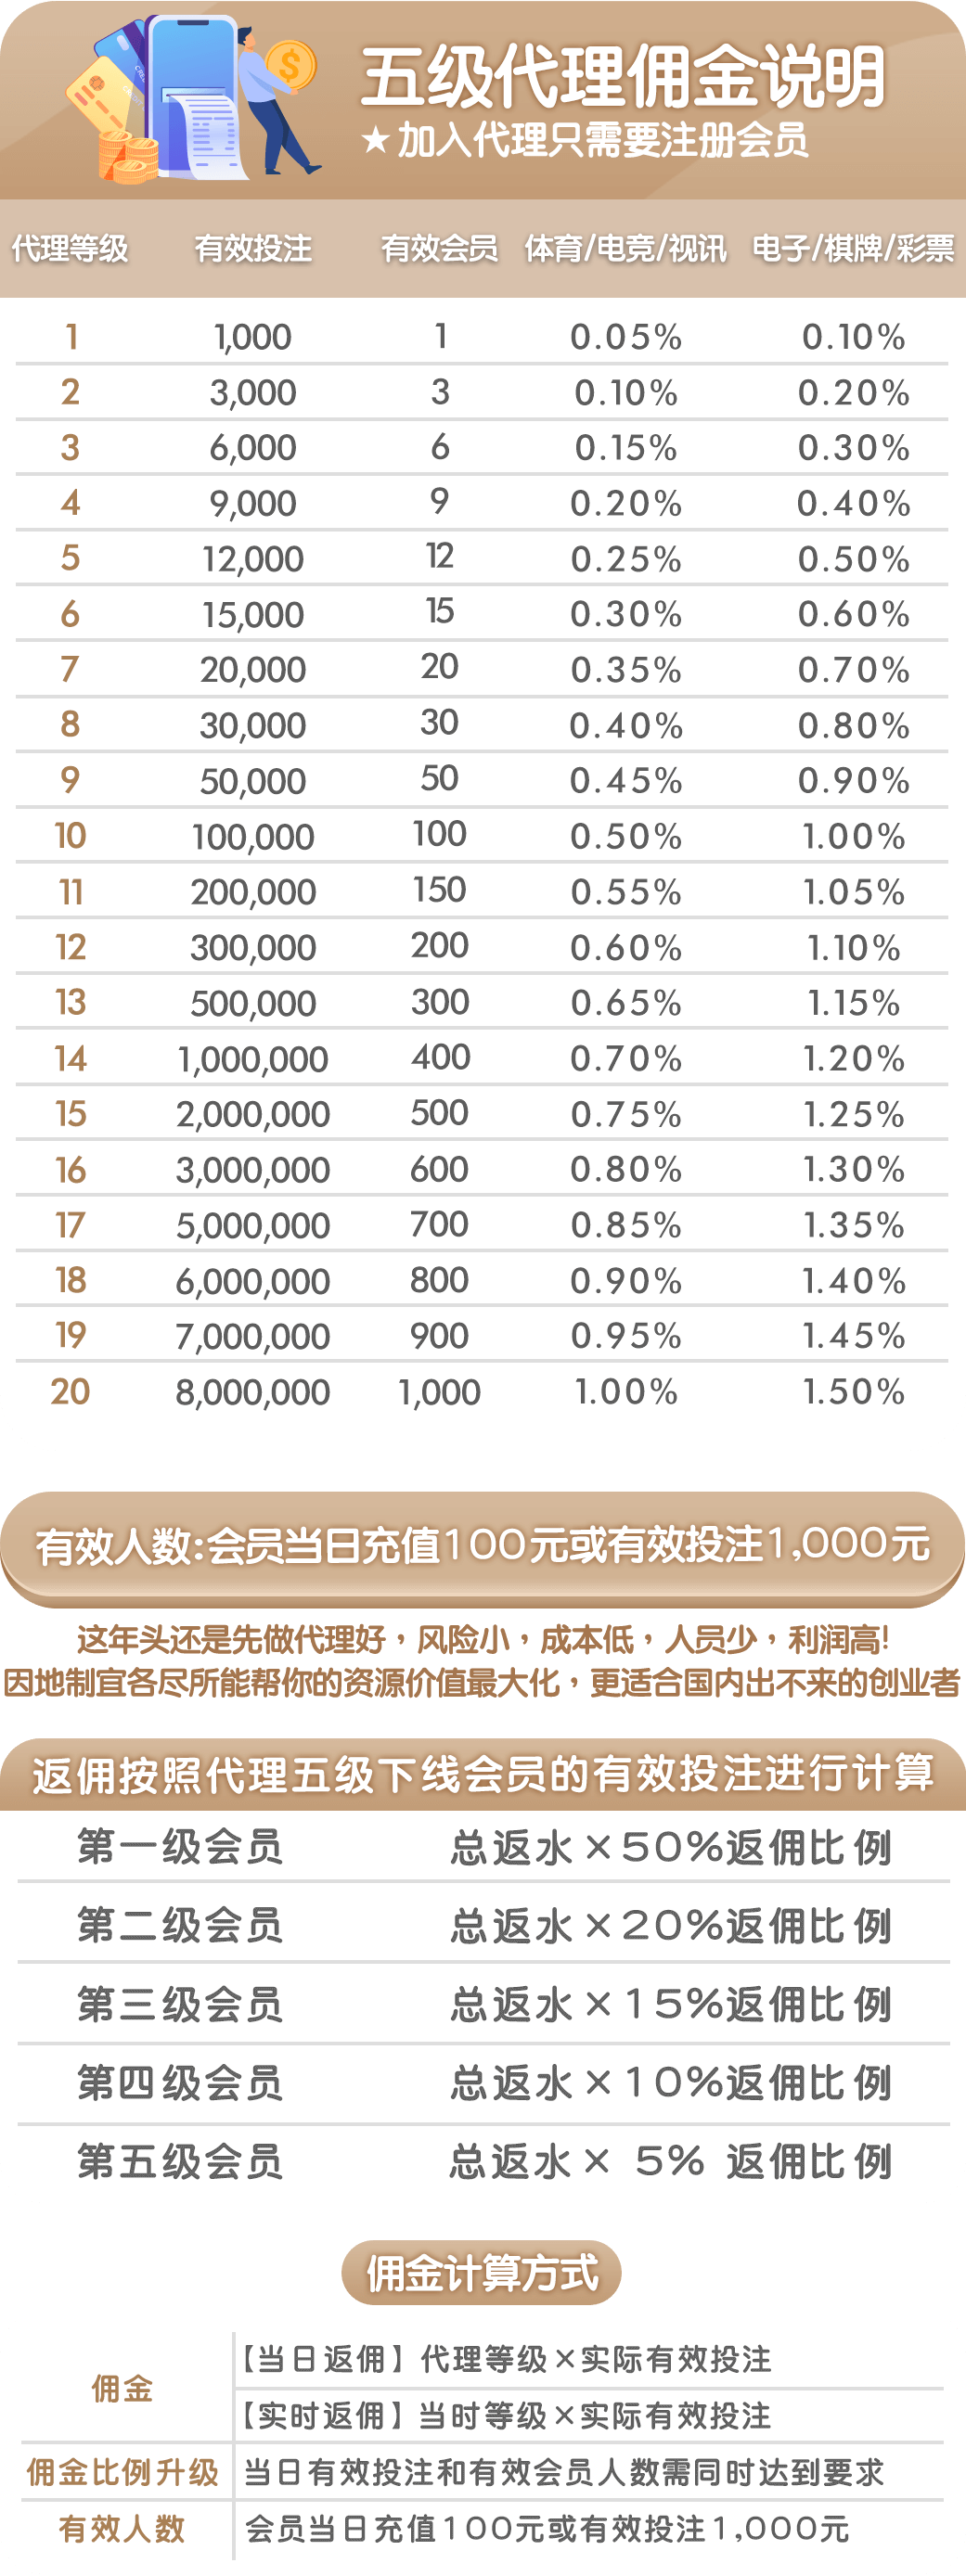 五级代理佣金说明
★加入代理只需要注册会员
代理等级 有效投注 有效会员 体育/电竞/视讯 电子/棋牌/彩票
1 1,000 1 0.05% 0.10%
2 3,000 3 0.10% 0.20%
3 6,000 6 0.15% 0.30%
4 9,000 9 0.20% 0.40%
5 12,000 12 0.25% 0.50%
6 15,000 15 0.30% 0.60%
7 20,000 20 0.35% 0.70%
8 30,000 30 0.40% 0.80%
9 50,000 50 0.45% 0.90%
10 100,000 100 0.50% 1.00%
11 200,000 150 0.55% 1.05%
12 300,000 200 0.60% 1.10%
13 500,000 300 0.65% 1.15%
14 1,000,000 400 0.70% 1.20%
15 2,000,000 500 0.75% 1.25%
16 3,000,000 600 0.80% 1.30%
17 5,000,000 700 0.85% 1.35%
18 6,000,000 800 0.90% 1.40%
19 7,000,000 900 0.95% 1.45%
20 8,000,000 1,000 1.00% 1.50%
有效人数:会员当日充值100元或有效投注1,000元
这年头还是先做代理好，风险小，成本低，人员少，利润高!
因地制宜各尽所能帮你的资源价值最大化，更适合国内出不来的创业者
返佣按照代理五级下线会员的有效投注进行计算
第一级会员 总返水×50%返佣比例
第二级会员 总返水×20%返佣比例
第三级会员 总返水×15%返佣比例
第四级会员 总返水×10%返佣比例
第五级会员 总返水× 5% 返佣比例
佣金计算方式
佣金
【当日返佣】代理等级×实际有效投注
【实时返佣】当时等级×实际有效投注
佣金比例升级 当日有效投注和有效会员人数需同时达到要求
有效人数 会员当日充值100元或有效投注1,000元